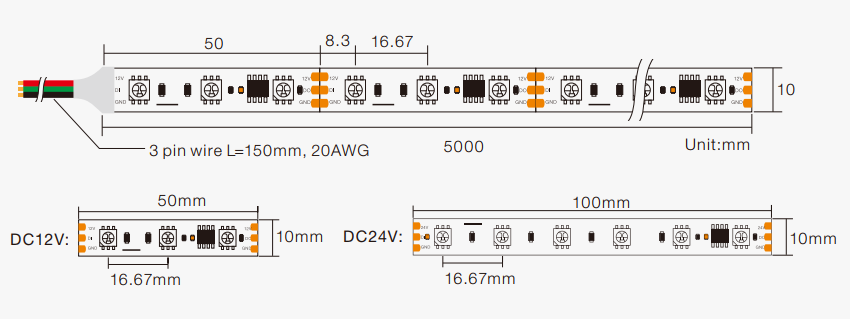 50
8.3
16.67
12V
DI
GND
12V
DO
GND
12V
DI
GND
12V
DO
GND
12V
DI
GND
12V
DO
GND
10
3 pin wire L=150mm, 20AWG
5000
Unit:mm
50mm
DC12V:
12V
DI
GND
12V
DO
GND
10mm
16.67mm
100mm
DC24V:
24V
DI
GND
24V
DO
GND
10mm
16.67mm